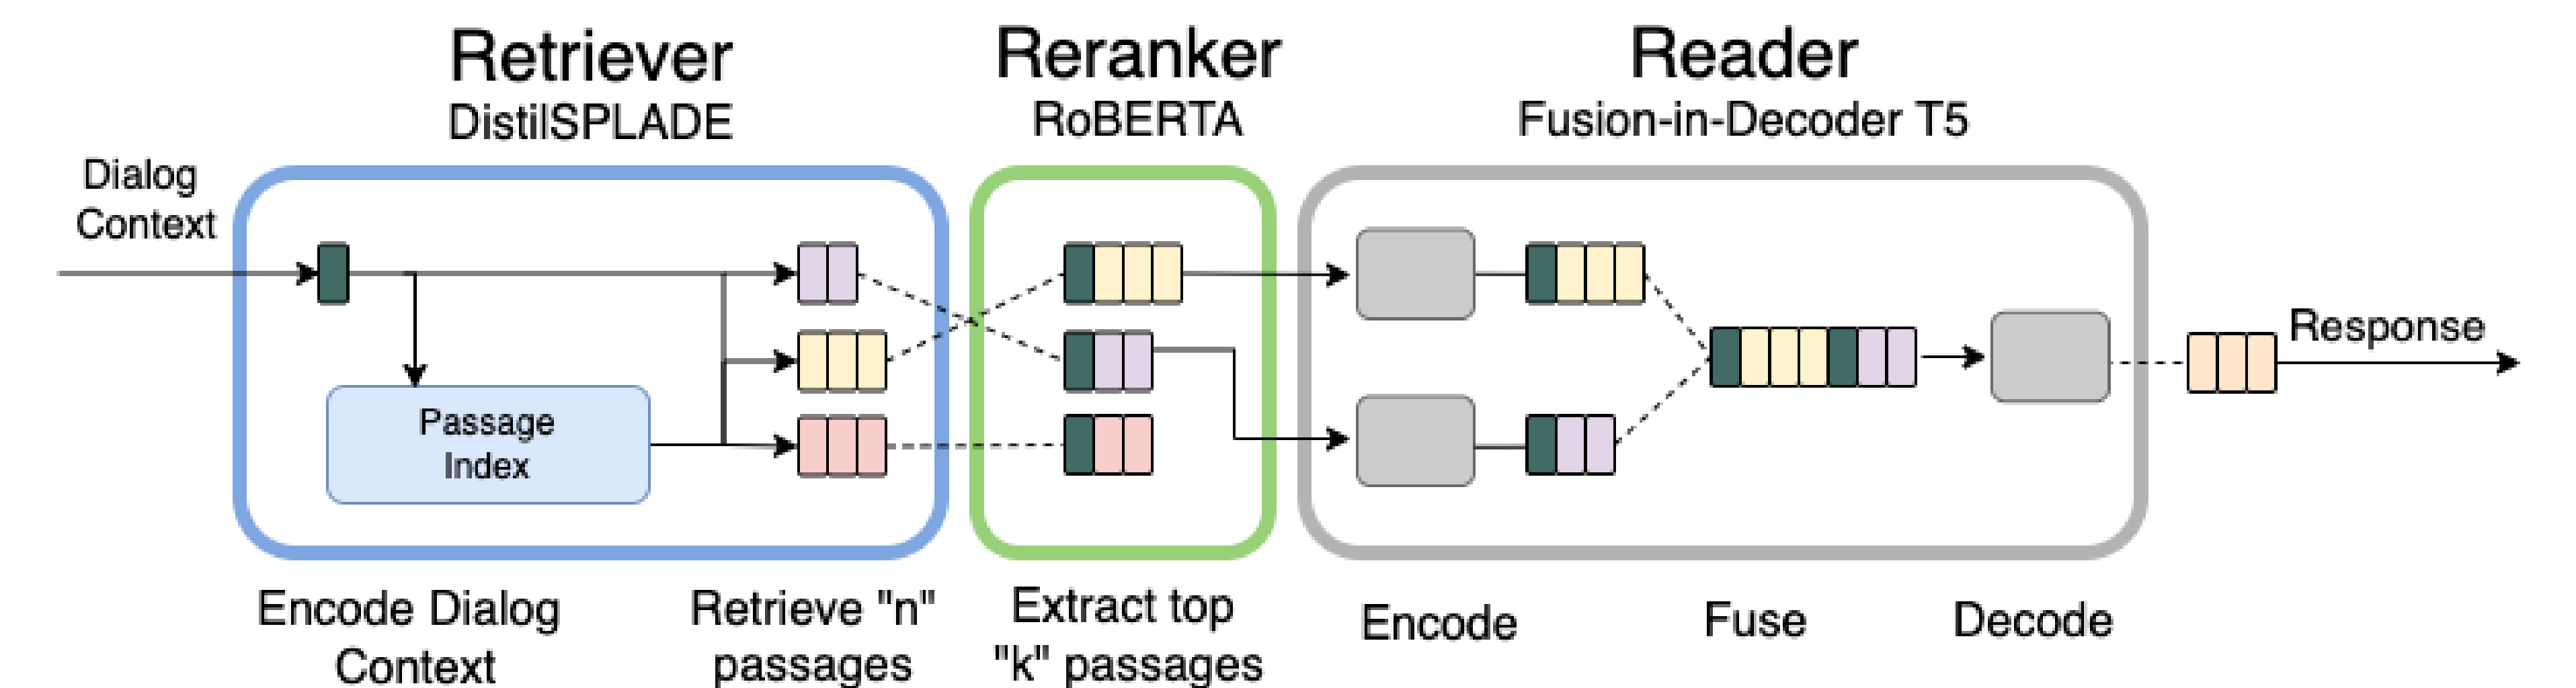 Retriever
DistilSPLADE
Reranker
RoBERTA
Reader
Fusion-in-Decoder T5
Dialog
Context
Passage
Index
Response
Encode Dialog
Context
Retrieve "n"
passages
Extract top
"k" passages
Encode
Fuse
Decode